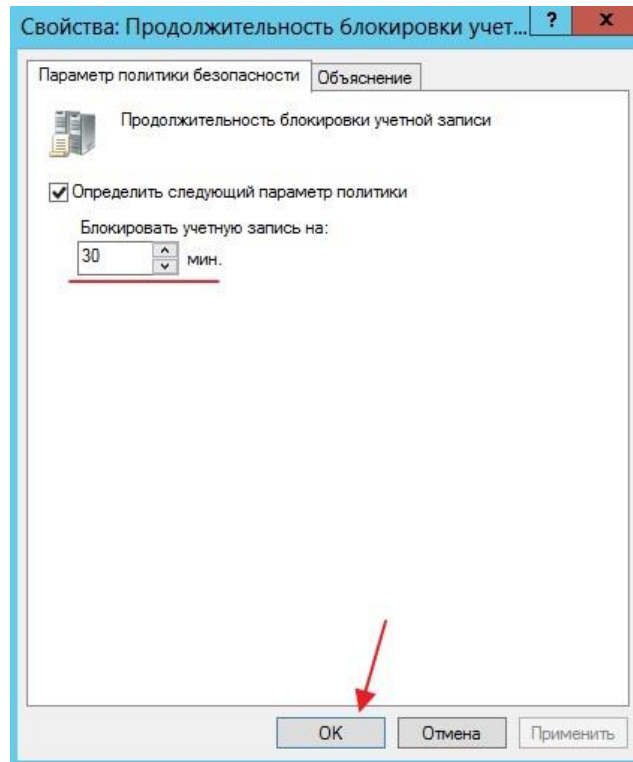 Свойства: Продолжительность блокировки учет... ? x
Параметр политики безопасности Объяснение
Продолжительность блокировки учетной записи
Определить следующий параметр политики
Блокировать учетную запись на:
30 мин.
OK Отмена Применить